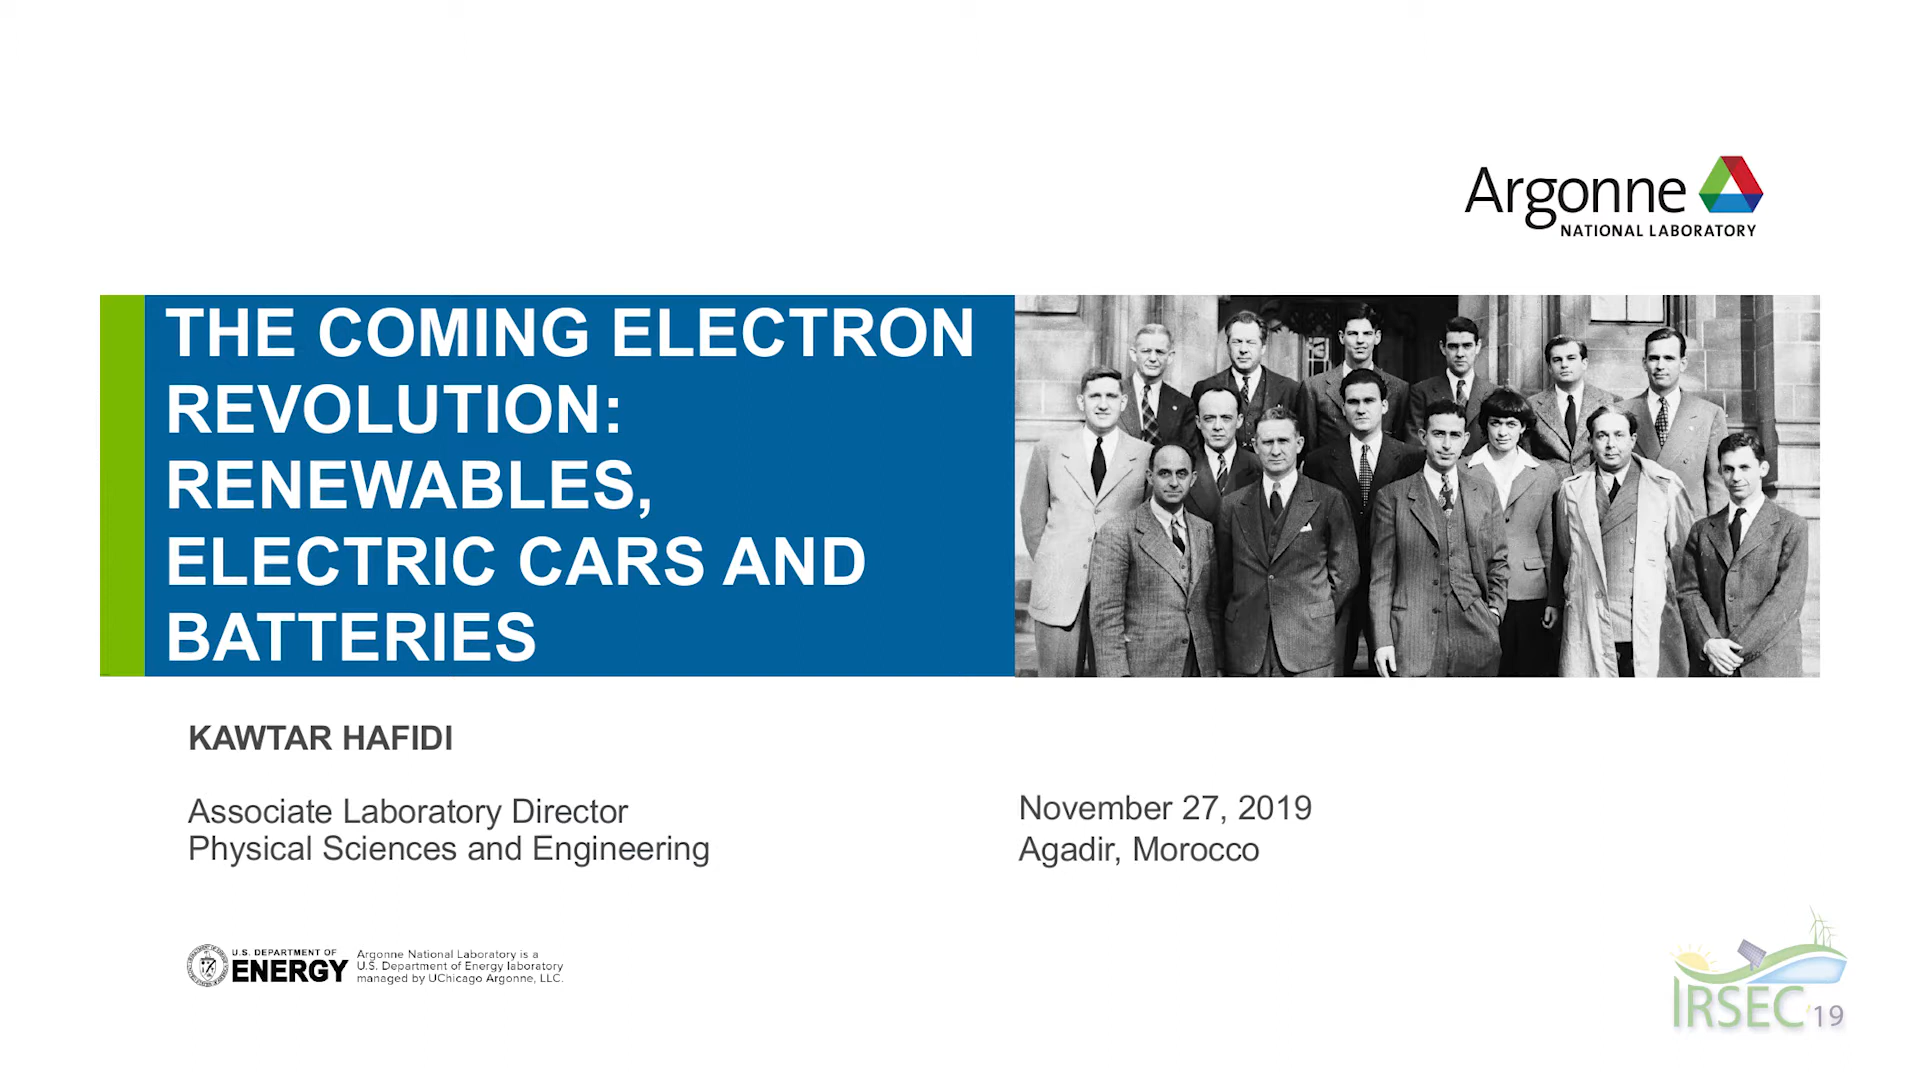 Argonne
NATIONAL LABORATORY
THE COMING ELECTRON
REVOLUTION:
RENEWABLES,
ELECTRIC CARS AND
BATTERIES
KAWTAR HAFIDI
Associate Laboratory Director
Physical Sciences and Engineering
November 27, 2019
Agadir, Morocco
U.S. DEPARTMENT OF
ENERGY
Argonne National Laboratory is a
U.S. Department of Energy laboratory
managed by UChicago Argonne, LLC.
IRSEC'19